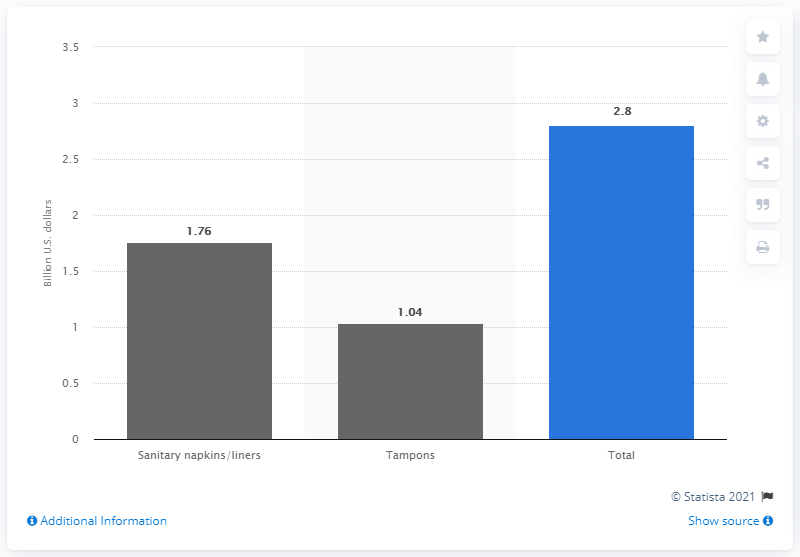 3.5
3
2.5
2
1.5
1
0.5
0
Billion U.S. dollars
1.76
1.04
2.8
Sanitary napkins/liners
Tampons
Total
© Statista 2021
Additional Information
Show source